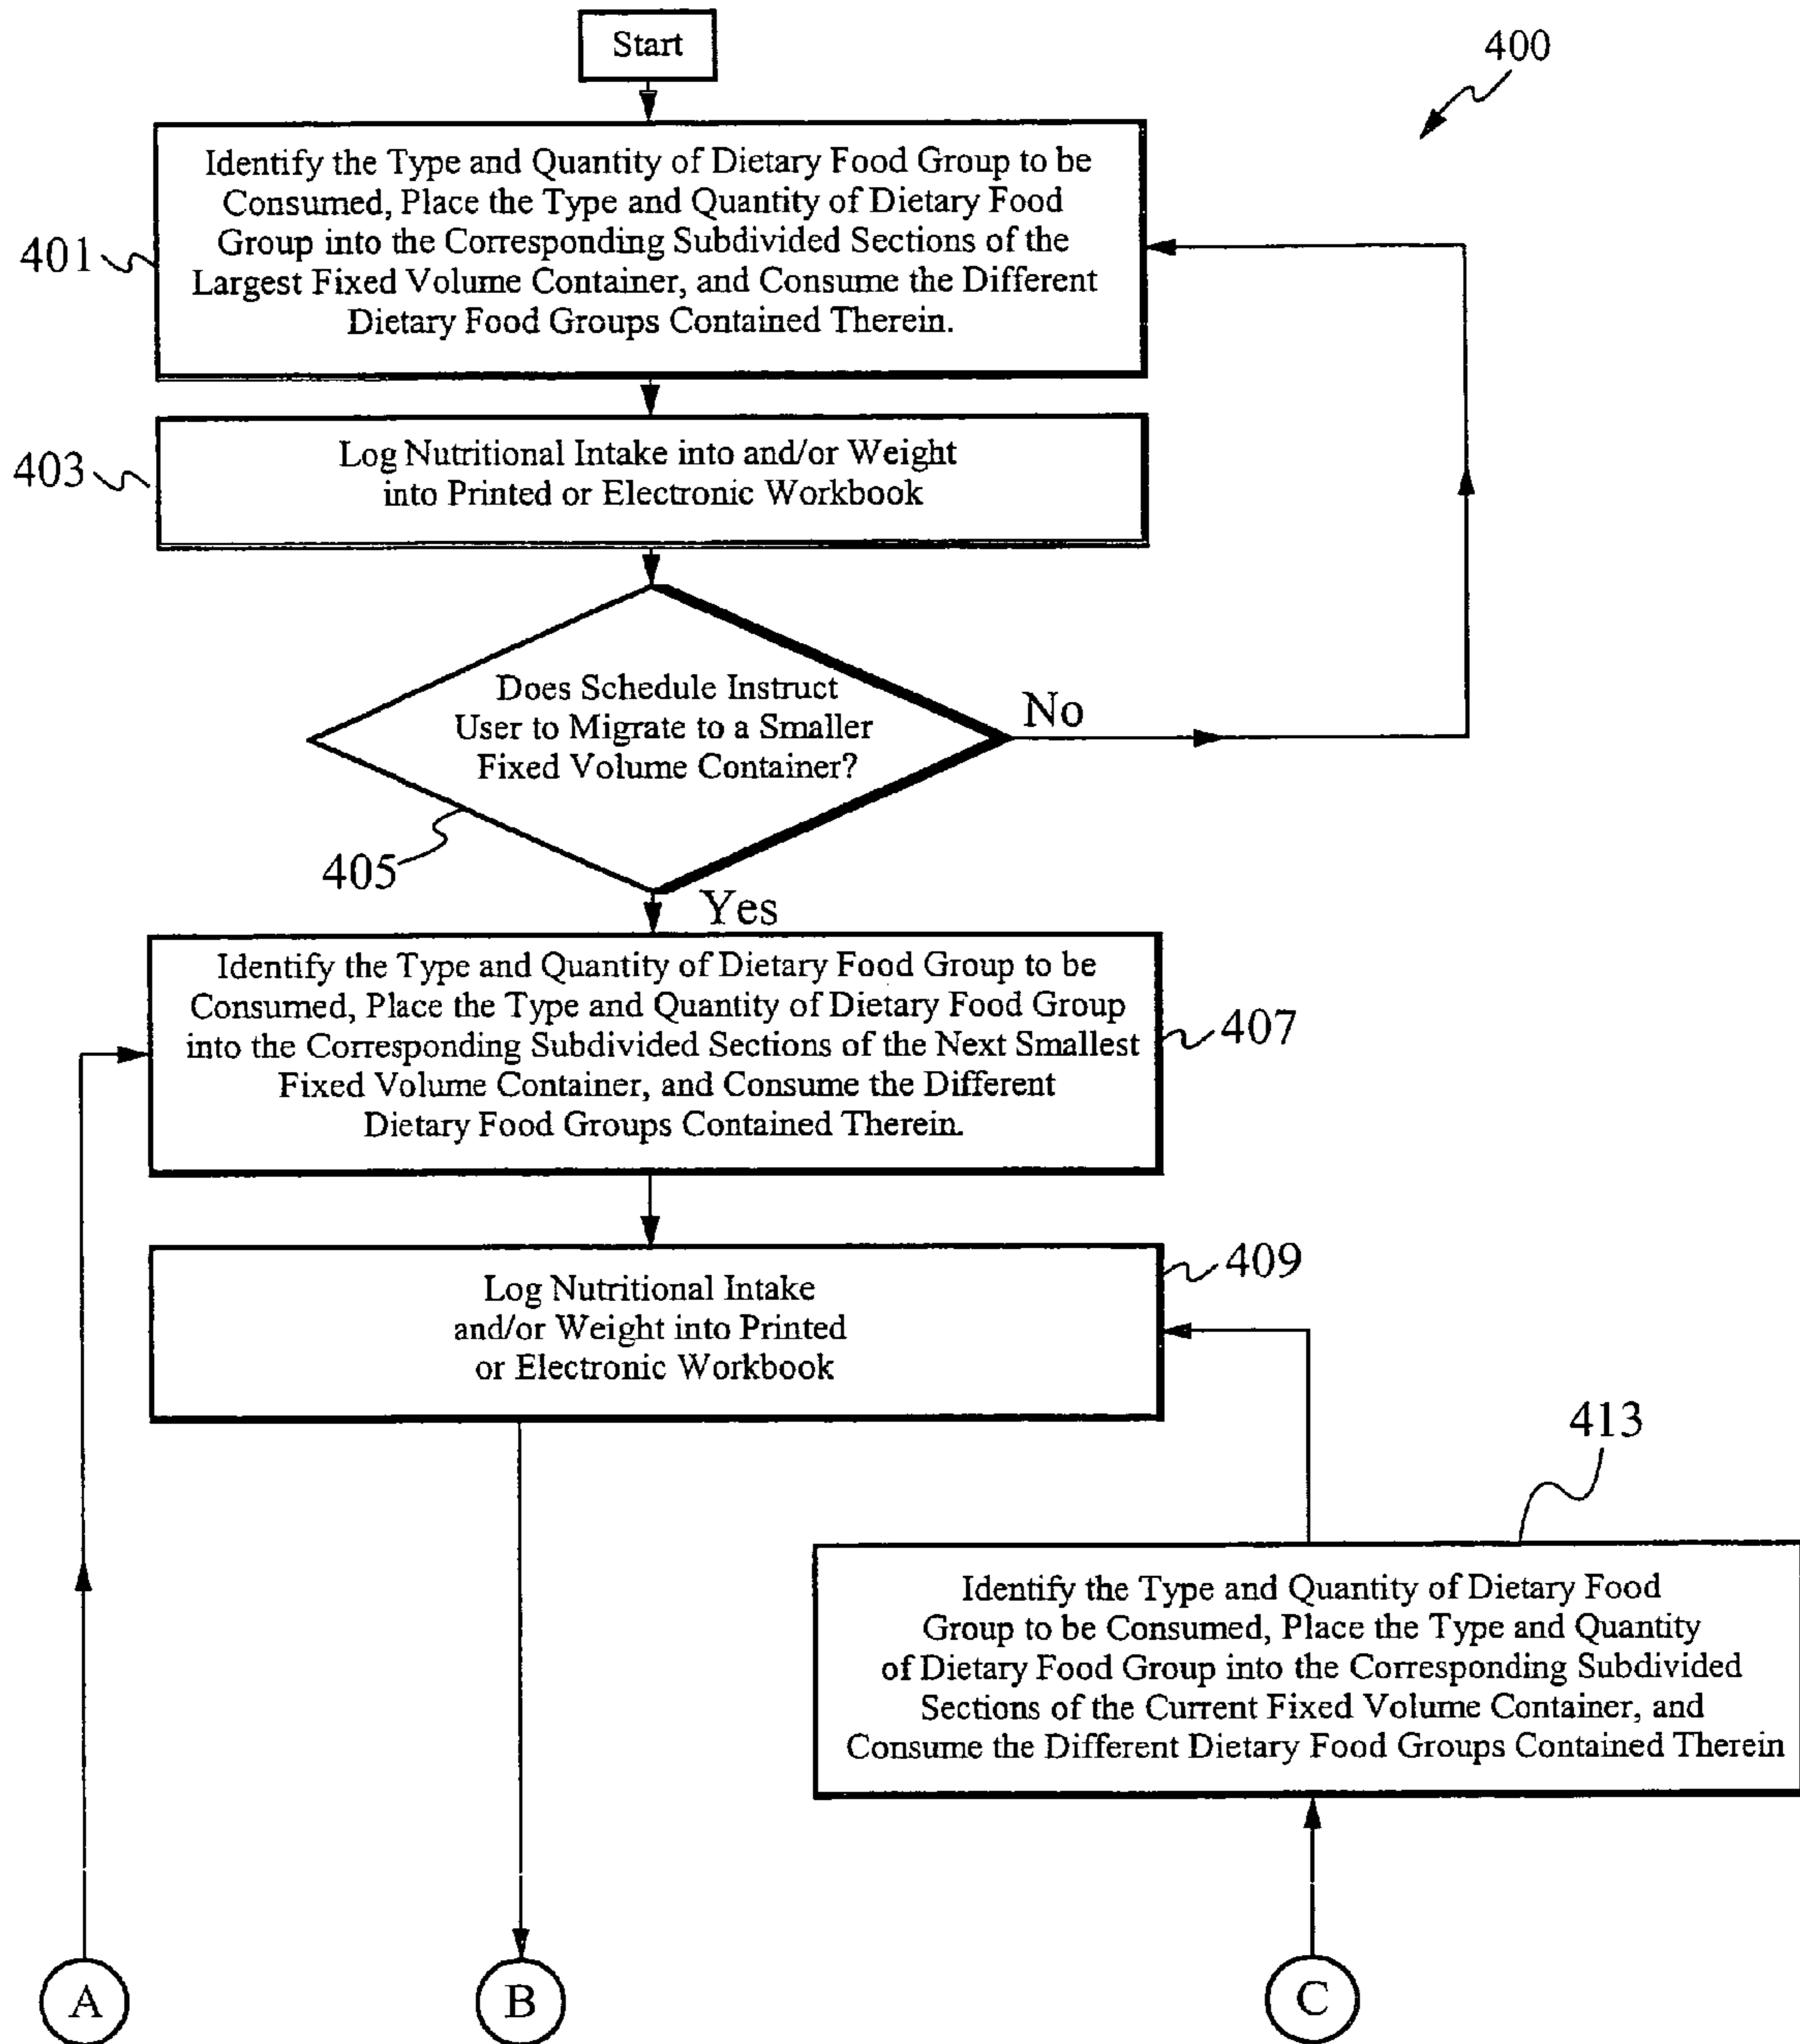 Start
400
Identify the Type and Quantity of Dietary Food Group to be
Consumed, Place the Type and Quantity of Dietary Food
Group into the Corresponding Subdivided Sections of the
Largest Fixed Volume Container, and Consume the Different
Dietary Food Groups Contained Therein.
401
Log Nutritional Intake into and/or Weight
into Printed or Electronic Workbook
403
Does Schedule Instruct
User to Migrate to a Smaller
Fixed Volume Container?
No
405
Yes
Identify the Type and Quantity of Dietary Food Group to be
Consumed, Place the Type and Quantity of Dietary Food Group
into the Corresponding Subdivided Sections of the Next Smallest
Fixed Volume Container, and Consume the Different
Dietary Food Groups Contained Therein.
407
Log Nutritional Intake
and/or Weight into Printed
or Electronic Workbook
409
413
Identify the Type and Quantity of Dietary Food
Group to be Consumed, Place the Type and Quantity
of Dietary Food Group into the Corresponding Subdivided
Sections of the Current Fixed Volume Container, and
Consume the Different Dietary Food Groups Contained Therein
A
B
C